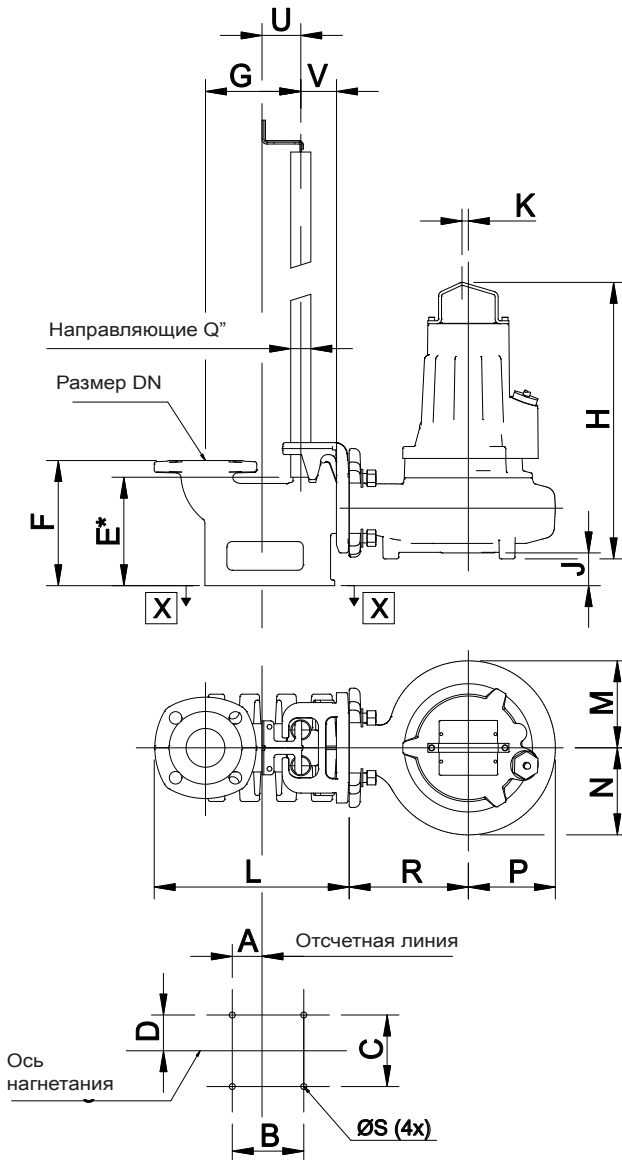 U
G
V
K
Направляющие Q”
Размер DN
H
F
E*
J
X
X
M
N
L
R
P
A
Отсчетная линия
D
C
Ось
нагнетания
B
ØS (4x)